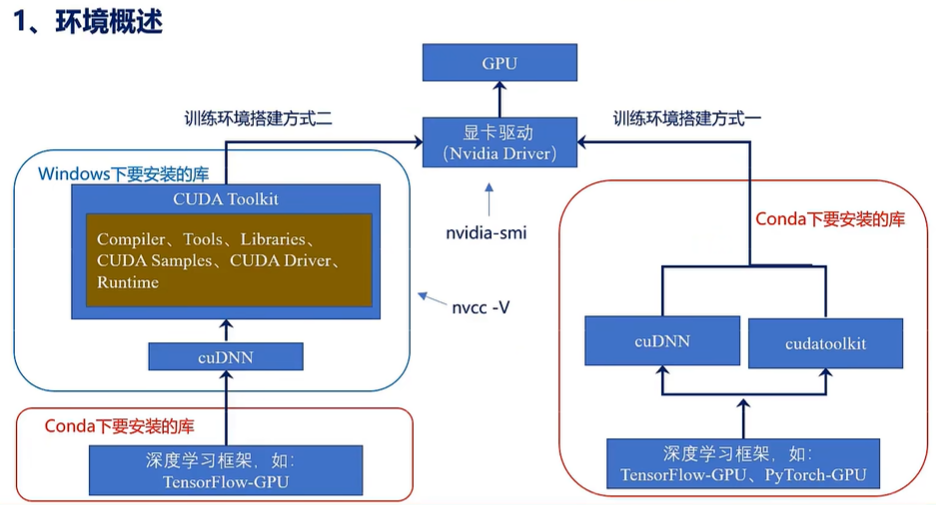 1、环境概述
GPU
训练环境搭建方式二
显卡驱动
（Nvidia Driver）
训练环境搭建方式一
Windows下要安装的库
CUDA Toolkit
Compiler、Tools、Libraries、
CUDA Samples、CUDA Driver、
Runtime
nvidia-smi
nvcc -V
cuDNN
Conda下要安装的库
深度学习框架，如：
TensorFlow-GPU
Conda下要安装的库
cuDNN
cudatoolkit
深度学习框架，如：
TensorFlow-GPU、PyTorch-GPU